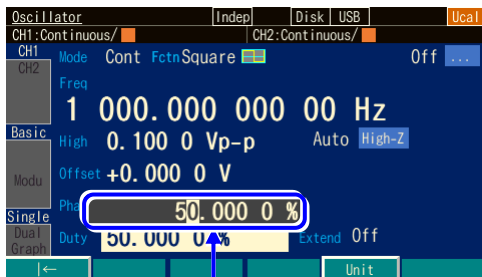 Oscillator Indep Disk USB Ucal
CH1:Continuous/ CH2:Continuous/
CH1 Mode Cont Fctn Square Off ...
CH2
Freq
1 000.000 000 00 Hz
Basic High 0.100 0 Vp-p Auto High-Z
Modu Offset +0.000 0 V
Pha 50.000 0 %
Single
Dual Duty 50.000 0 % Extend Off
Graph
|← Unit